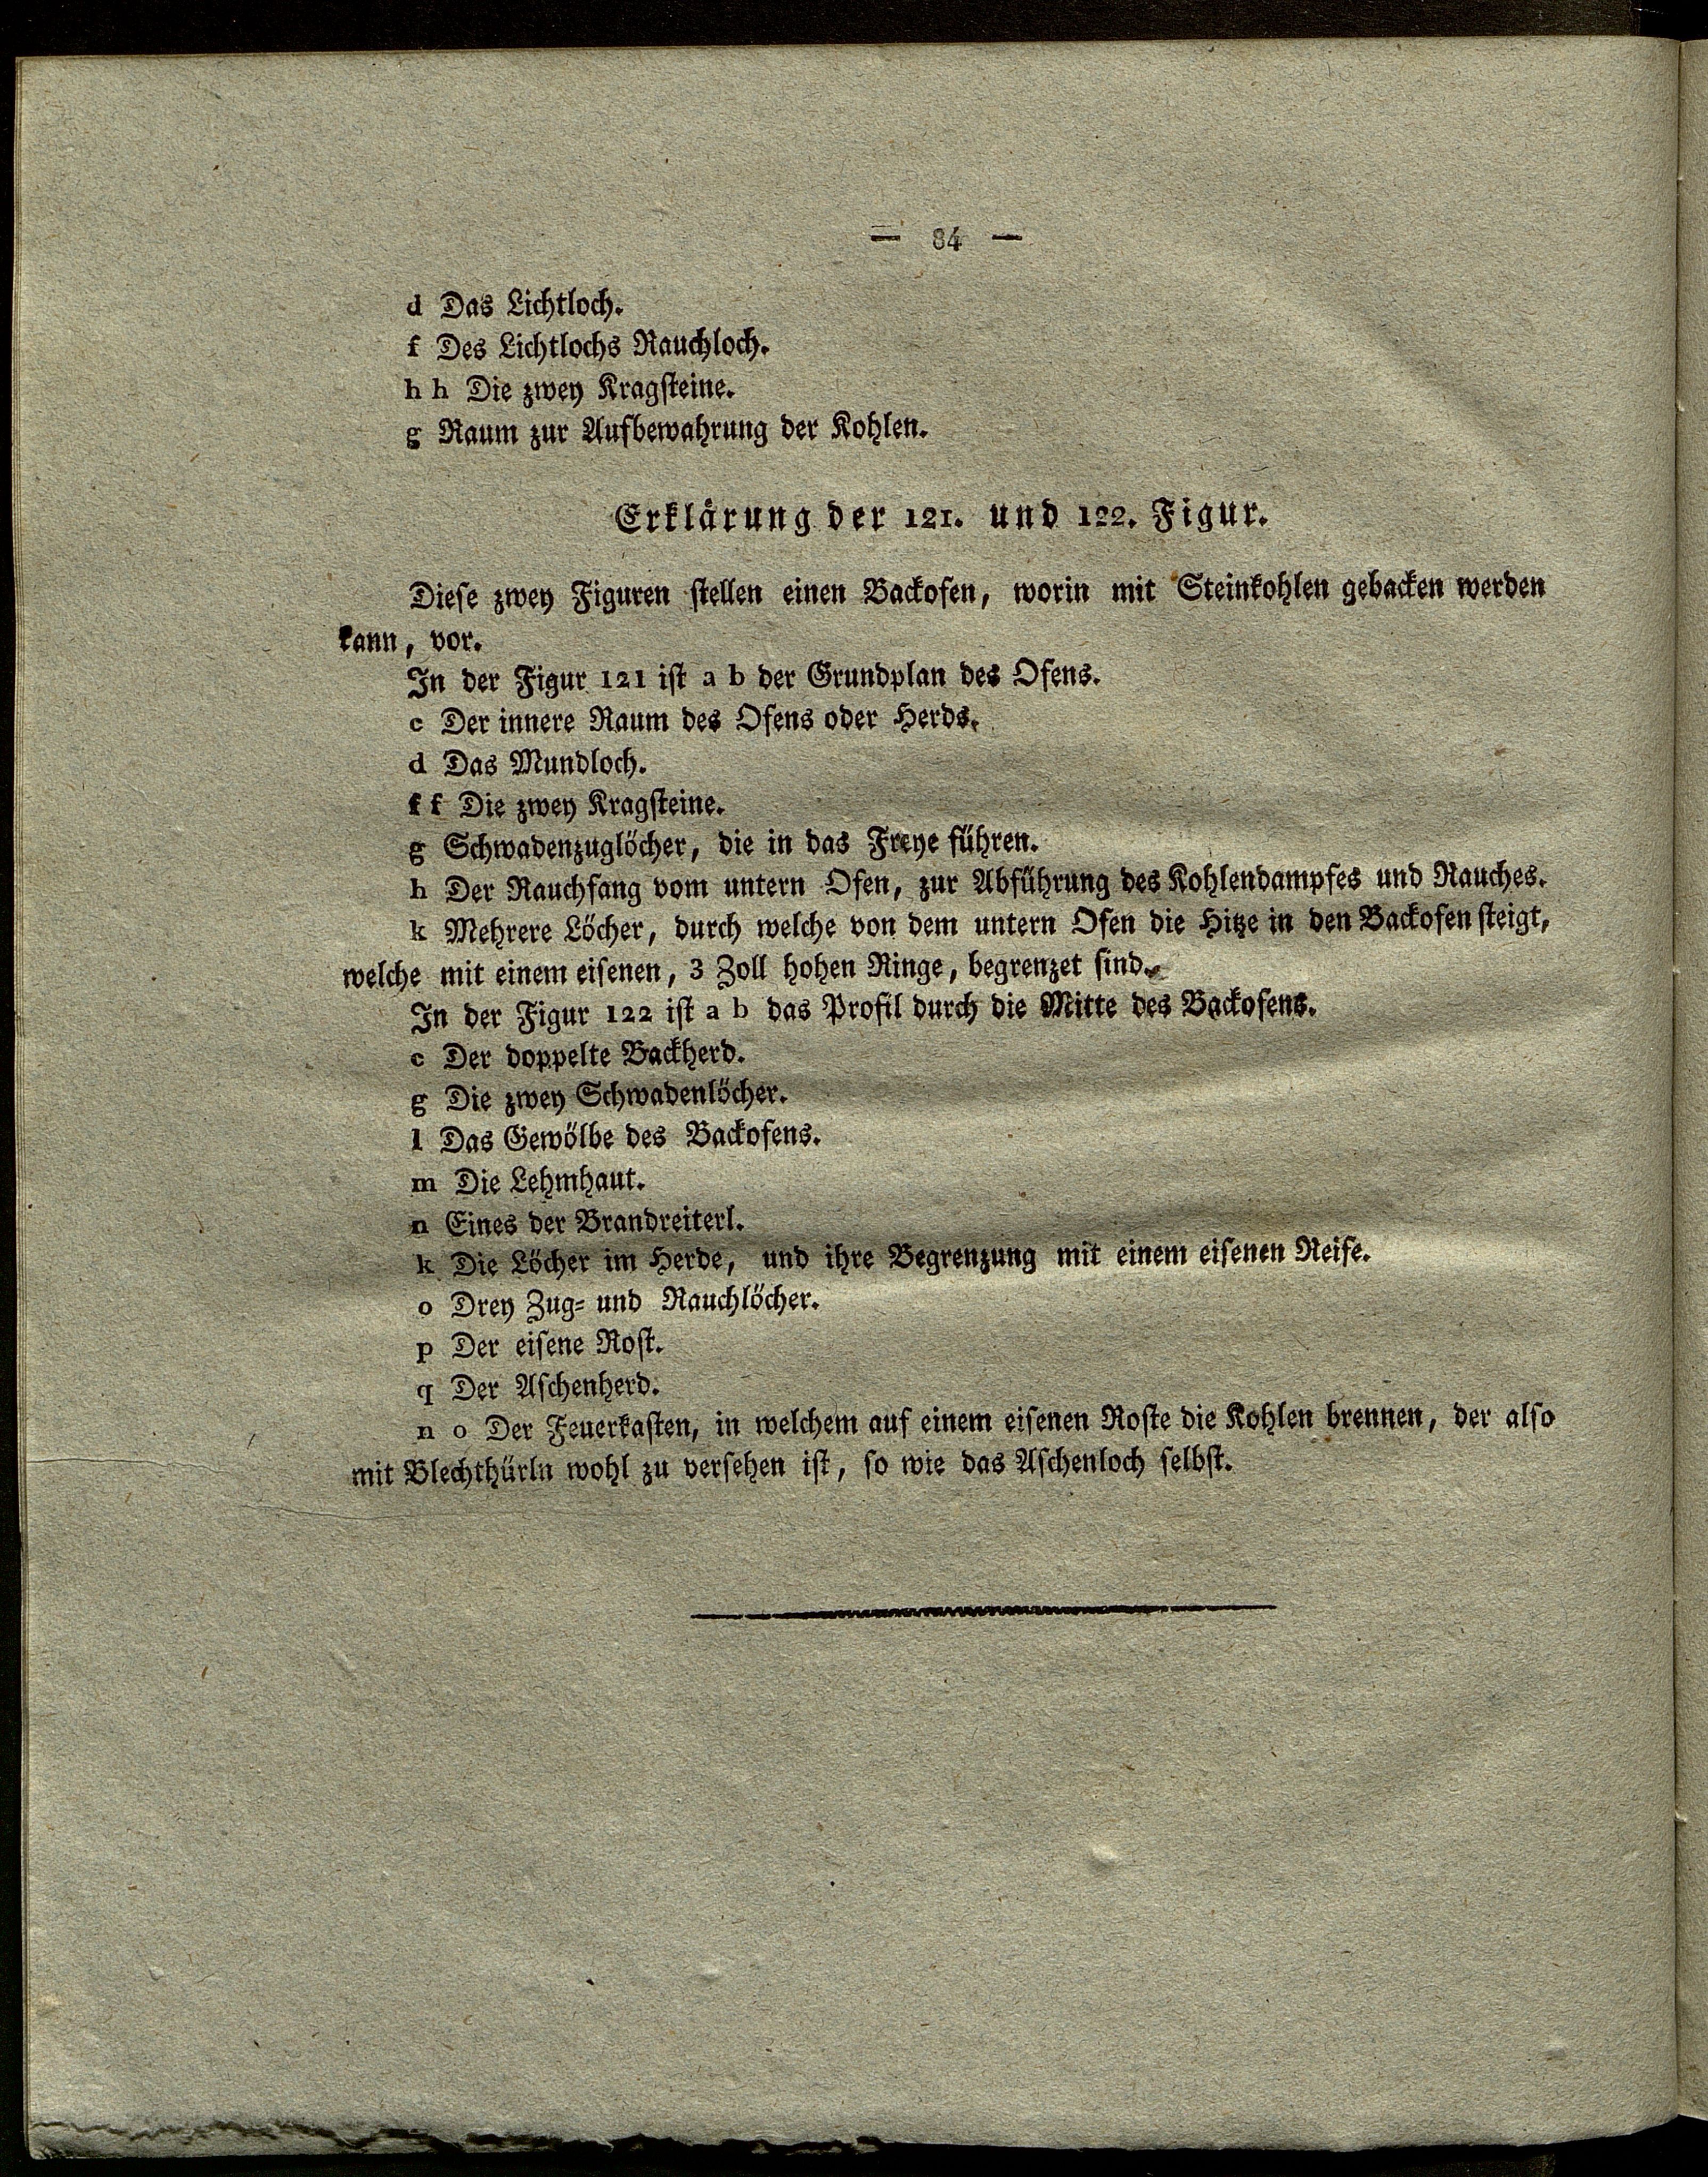 — 84 —
d Das Lichtloch.
f Des Lichtlochs Rauchloch.
h h Die zwey Kragsteine.
g Raum zur Aufbewahrung der Kohlen.
Erklärung der 121. und 122. Figur.
Diese zwey Figuren stellen einen Backofen, worin mit Steinkohlen gebacken werden
kann, vor.
In der Figur 121 ist a b der Grundplan des Ofens.
c Der innere Raum des Ofens oder Herds.
d Das Mundloch.
f f Die zwey Kragsteine.
g Schwadenzuglöcher, die in das Freye führen.
h Der Rauchfang vom untern Ofen, zur Abführung des Kohlendampfes und Rauches.
k Mehrere Löcher, durch welche von dem untern Ofen die Hitze in den Backofen steigt,
welche mit einem eisenen, 3 Zoll hohen Ringe, begrenzet sind.
In der Figur 122 ist a b das Profil durch die Mitte des Backofens.
c Der doppelte Backherd.
g Die zwey Schwadenlöcher.
l Das Gewölbe des Backofens.
m Die Lehmhaut.
n Eines der Brandreiterl.
k Die Löcher im Herde, und ihre Begrenzung mit einem eisenen Reife.
o Drey Zug- und Rauchlöcher.
p Der eisene Rost.
q Der Aschenherd.
n o Der Feuerkasten, in welchem auf einem eisenen Roste die Kohlen brennen, der also
mit Blechthürln wohl zu versehen ist, so wie das Aschenloch selbst.